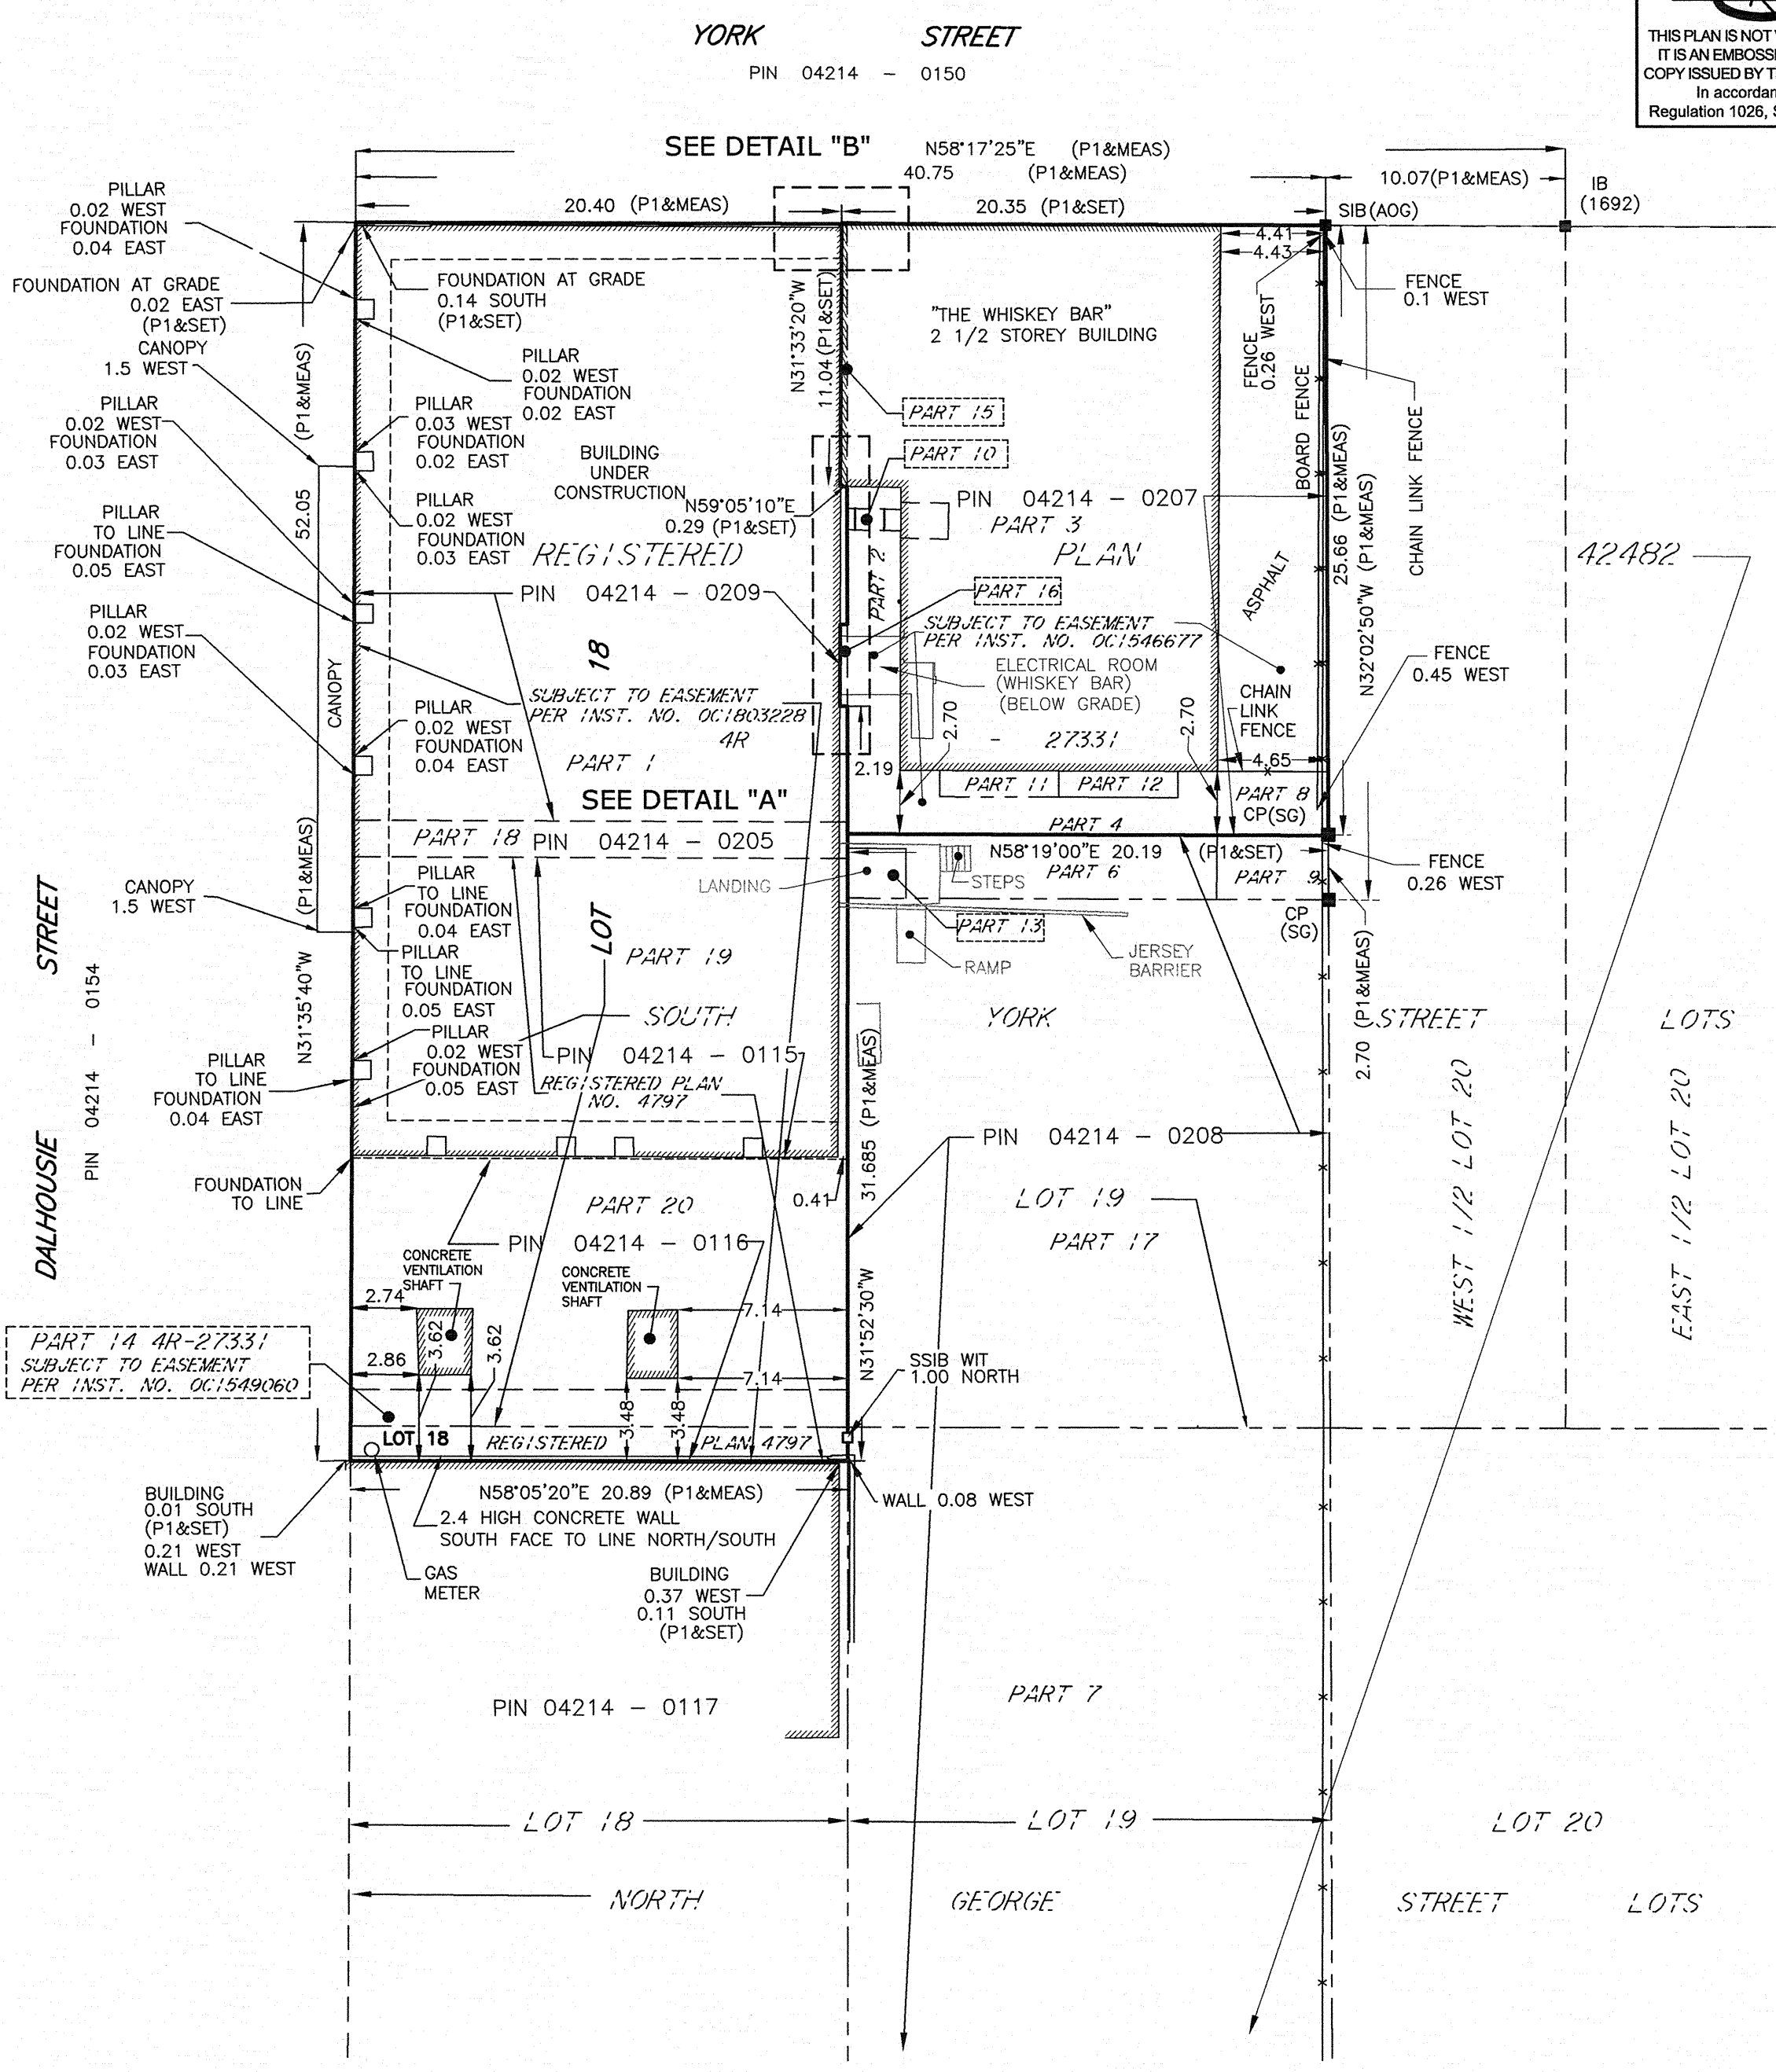 YORK STREET
PIN 04214 - 0150
THIS PLAN IS NOT
IT IS AN EMBOSS
COPY ISSUED BY
In accordan
Regulation 1026,
SEE DETAIL "B"
N58°17'25"E (P1&MEAS)
40.75 (P1&MEAS)
10.07(P1&MEAS)
IB
(1692)
20.40 (P1&MEAS)
20.35 (P1&SET)
SIB(AOG)
PILLAR
0.02 WEST
FOUNDATION
0.04 EAST
FOUNDATION AT GRADE
0.02 EAST
(P1&SET)
CANOPY
1.5 WEST
PILLAR
0.02 WEST
FOUNDATION
0.03 EAST
PILLAR
TO LINE
FOUNDATION
0.05 EAST
PILLAR
0.02 WEST
FOUNDATION
0.03 EAST
(P1&MEAS)
52.05
CANOPY
(P1&MEAS)
N31°35'40"W
CANOPY
1.5 WEST
PILLAR
TO LINE
FOUNDATION
0.04 EAST
FOUNDATION
TO LINE
DALHOUSIE STREET
PIN 04214 - 0154
FOUNDATION AT GRADE
0.14 SOUTH
(P1&SET)
PILLAR
0.02 WEST
FOUNDATION
0.02 EAST
PILLAR
0.03 WEST
FOUNDATION
0.02 EAST
BUILDING
UNDER
CONSTRUCTION
PILLAR
0.02 WEST
FOUNDATION
0.03 EAST
N31°33'20"W
11.04(P1&SET)
N59°05'10"E
0.29 (P1&SET)
REGISTERED
PIN 04214 - 0209
18
SUBJECT TO EASEMENT
PER INST. NO. OC1803228
4R
PILLAR
0.02 WEST
FOUNDATION
0.04 EAST
PART 1
SEE DETAIL "A"
PART 18 PIN 04214 - 0205
PILLAR
TO LINE
FOUNDATION
0.04 EAST
LOT
PART 19
PILLAR
TO LINE
FOUNDATION
0.05 EAST
SOUTH
PILLAR
0.02 WEST
FOUNDATION
0.05 EAST
PIN 04214 - 0115
REGISTERED PLAN
NO. 4797
"THE WHISKEY BAR"
2 1/2 STOREY BUILDING
4.41
4.43
FENCE
0.26 WEST
FENCE
0.1 WEST
BOARD FENCE
CHAIN LINK FENCE
PART 15
PART 10
PIN 04214 - 0207
PART 3
PLAN
PART 2
25.66 (P1&MEAS)
N32°02'50"W (P1&MEAS)
42482
ASPHALT
PART 16
SUBJECT TO EASEMENT
PER INST. NO. OC1546677
ELECTRICAL ROOM
(WHISKEY BAR)
(BELOW GRADE)
FENCE
0.45 WEST
CHAIN
LINK
FENCE
2.70
2.70
- 27331
2.19
4.65
PART 11
PART 12
PART 8
CP(SG)
PART 4
N58°19'00"E 20.19 (P1&SET)
PART 6
PART 9
FENCE
0.26 WEST
LANDING
STEPS
PART 13
CP
(SG)
RAMP
JERSEY
BARRIER
2.70 (P1&MEAS)
YORK
STREET
LOTS
31.685 (P1&MEAS)
PIN 04214 - 0208
WEST 1/2 LOT 20
EAST 1/2 LOT 20
0.41
PART 20
LOT 19
PART 17
PIN 04214 - 0116
CONCRETE
VENTILATION
SHAFT
CONCRETE
VENTILATION
SHAFT
2.74
7.14
3.62
3.62
N31°52'30"W
PART 14 4R-27331
SUBJECT TO EASEMENT
PER INST. NO. OC1549060
2.86
7.14
SSIB WIT
1.00 NORTH
3.48
3.48
LOT 18
REGISTERED PLAN 4797
N58°05'20"E 20.89 (P1&MEAS)
WALL 0.08 WEST
BUILDING
0.01 SOUTH
(P1&SET)
0.21 WEST
WALL 0.21 WEST
2.4 HIGH CONCRETE WALL
SOUTH FACE TO LINE NORTH/SOUTH
GAS
METER
BUILDING
0.37 WEST
0.11 SOUTH
(P1&SET)
PIN 04214 - 0117
PART 7
LOT 18
LOT 19
LOT 20
NORTH
GEORGE
STREET
LOTS